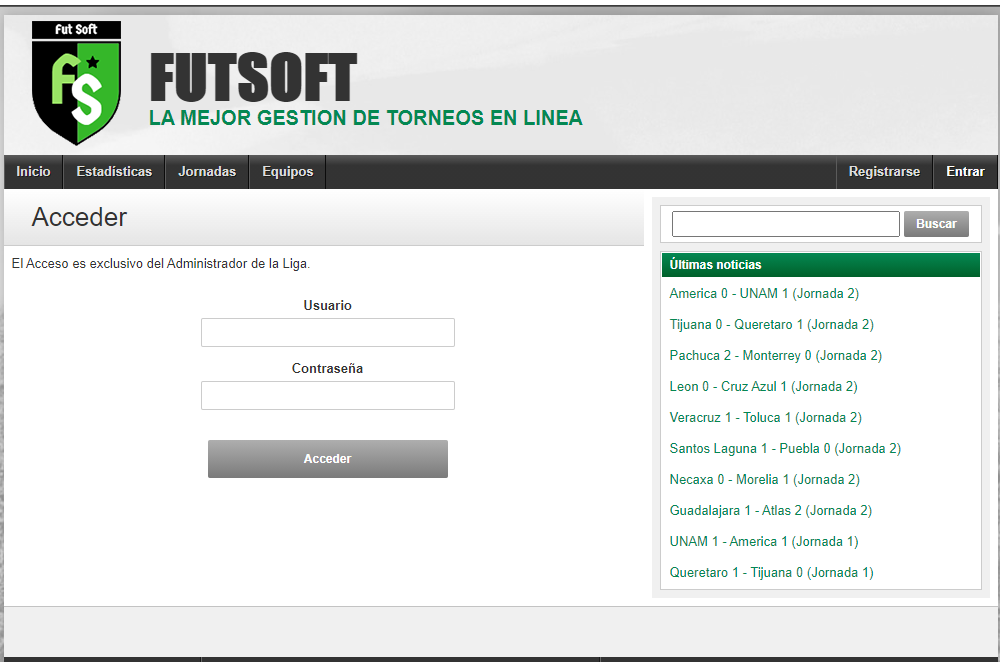 Fut Soft
FS
FUTSOFT
LA MEJOR GESTION DE TORNEOS EN LINEA
Inicio Estadísticas Jornadas Equipos Registrarse Entrar
Acceder
El Acceso es exclusivo del Administrador de la Liga.
Usuario
Contraseña
Acceder
Buscar
Últimas noticias
America 0 - UNAM 1 (Jornada 2)
Tijuana 0 - Queretaro 1 (Jornada 2)
Pachuca 2 - Monterrey 0 (Jornada 2)
Leon 0 - Cruz Azul 1 (Jornada 2)
Veracruz 1 - Toluca 1 (Jornada 2)
Santos Laguna 1 - Puebla 0 (Jornada 2)
Necaxa 0 - Morelia 1 (Jornada 2)
Guadalajara 1 - Atlas 2 (Jornada 2)
UNAM 1 - America 1 (Jornada 1)
Queretaro 1 - Tijuana 0 (Jornada 1)